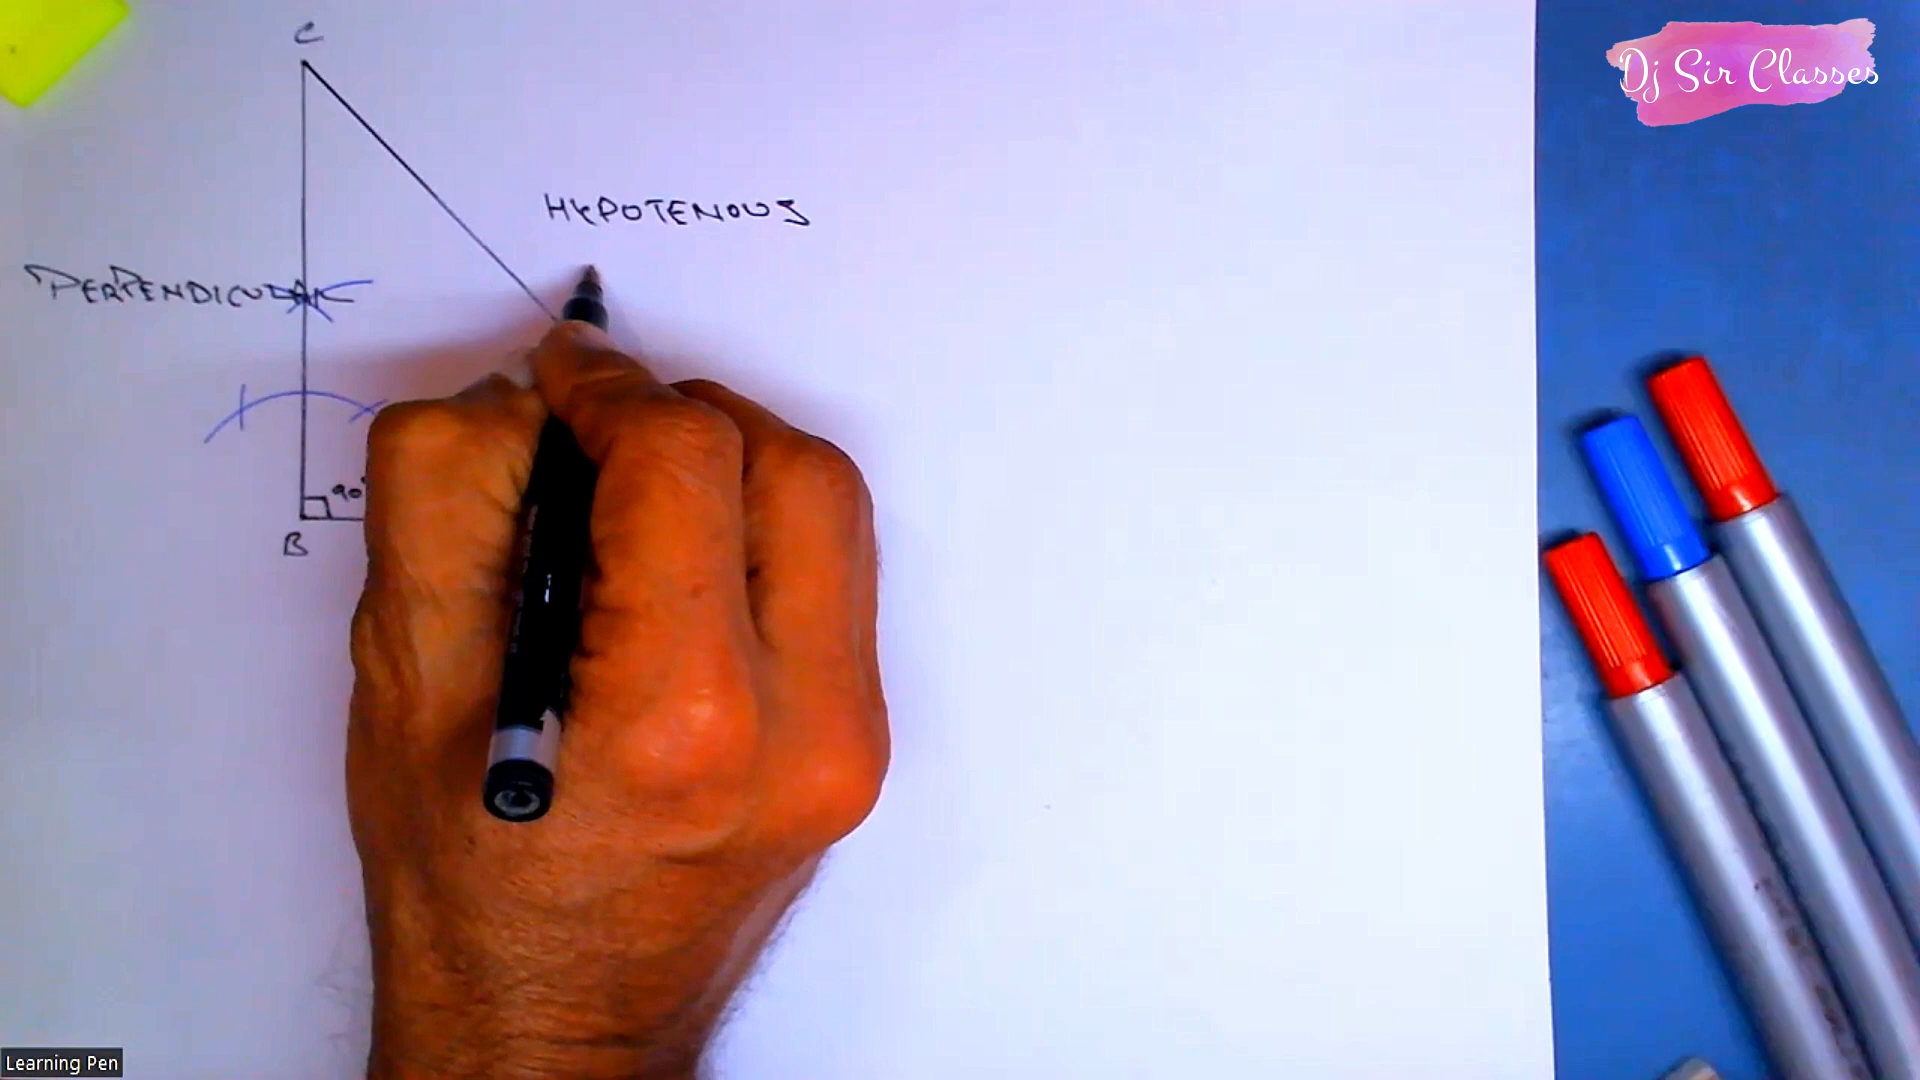 C
Dj Sir Classes
HYPOTENOUS
PERPENDICULAR
90°
B
Learning Pen